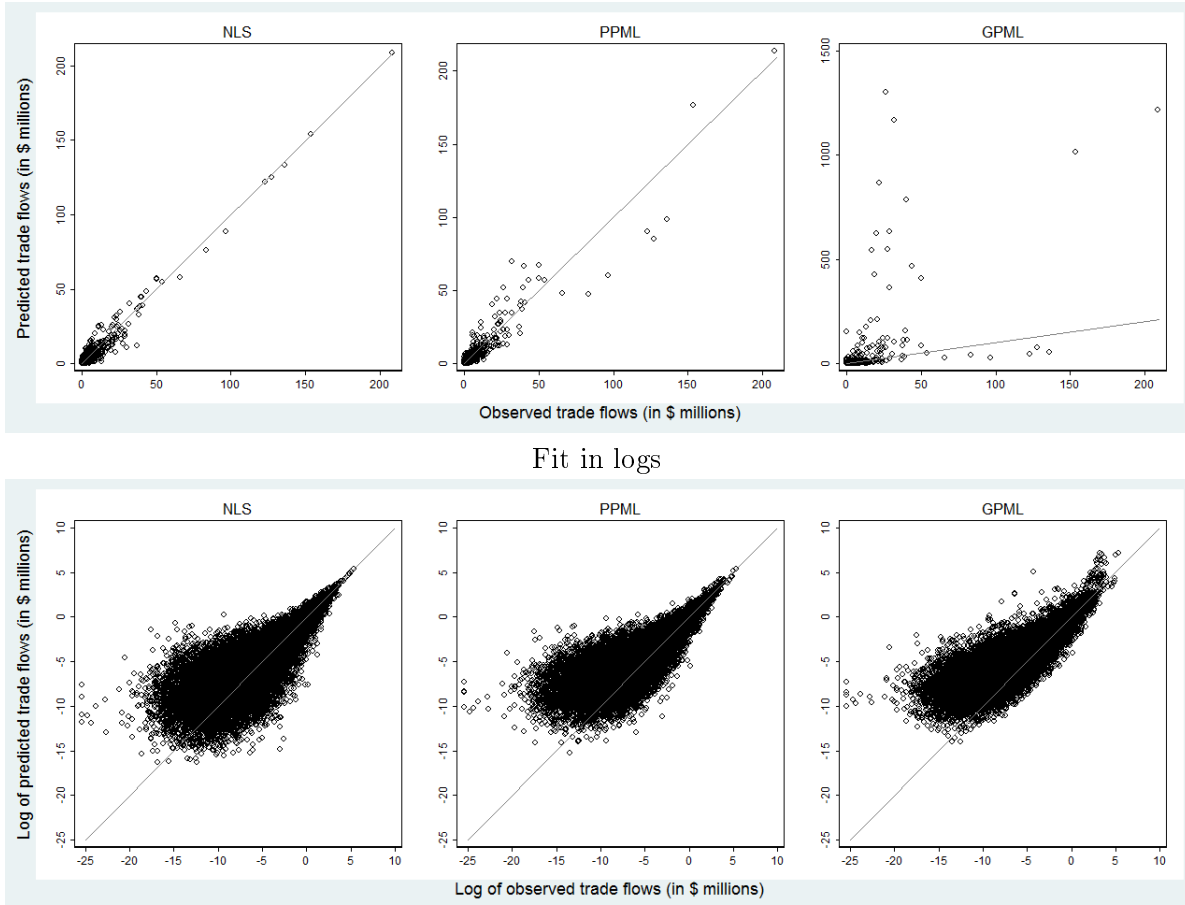 NLS PPML GPML
Predicted trade flows (in $ millions)
200 150 100 50 0
200 150 100 50 0
1500 1000 500 0
0 50 100 150 200
0 50 100 150 200
0 50 100 150 200
Observed trade flows (in $ millions)
Fit in logs
NLS PPML GPML
Log of predicted trade flows (in $ millions)
10 5 0 -5 -10 -15 -20 -25
10 5 0 -5 -10 -15 -20 -25
10 5 0 -5 -10 -15 -20 -25
-25 -20 -15 -10 -5 0 5 10
-25 -20 -15 -10 -5 0 5 10
-25 -20 -15 -10 -5 0 5 10
Log of observed trade flows (in $ millions)